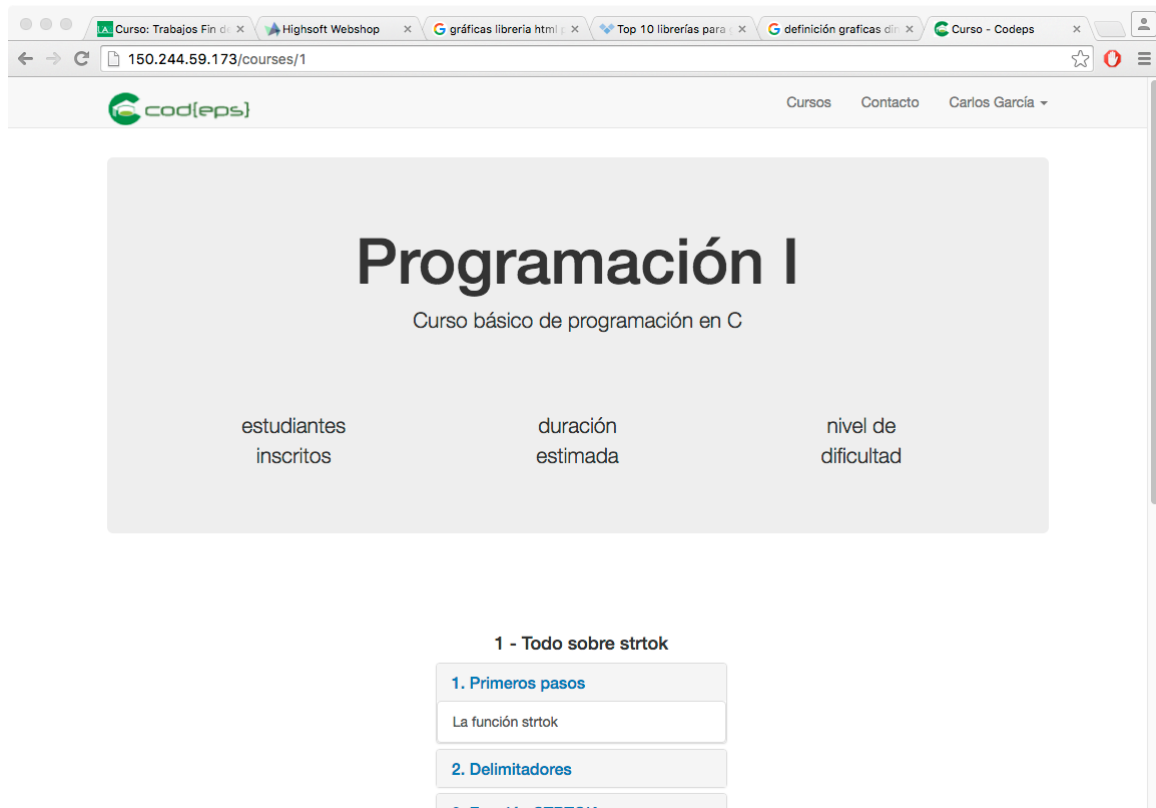 Curso: Trabajos Fin de
Highsoft Webshop
gráficas libreria html
Top 10 librerías para
definición graficas
Curso - Codeps
150.244.59.173/courses/1
cod{eps}
Cursos Contacto Carlos García
Programación I
Curso básico de programación en C
estudiantes
inscritos
duración
estimada
nivel de
dificultad
1 - Todo sobre strtok
1. Primeros pasos
La función strtok
2. Delimitadores